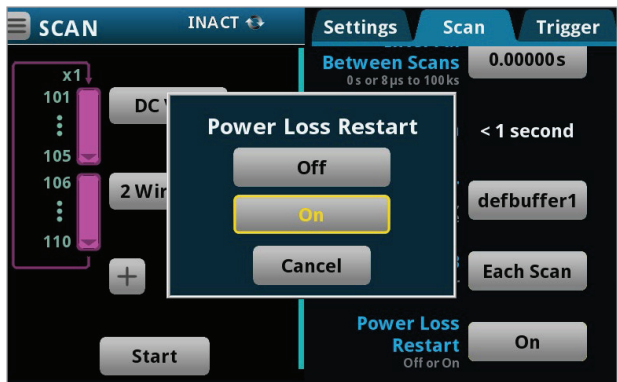 SCAN
INACT
Settings
Scan
Trigger
x1
101
105
106
110
DC
2 Wir
Start
Between Scans
0s or 8µs to 100ks
0.00000s
< 1 second
defbuffer1
Each Scan
Power Loss
Restart
Off or On
On
Power Loss Restart
Off
On
Cancel